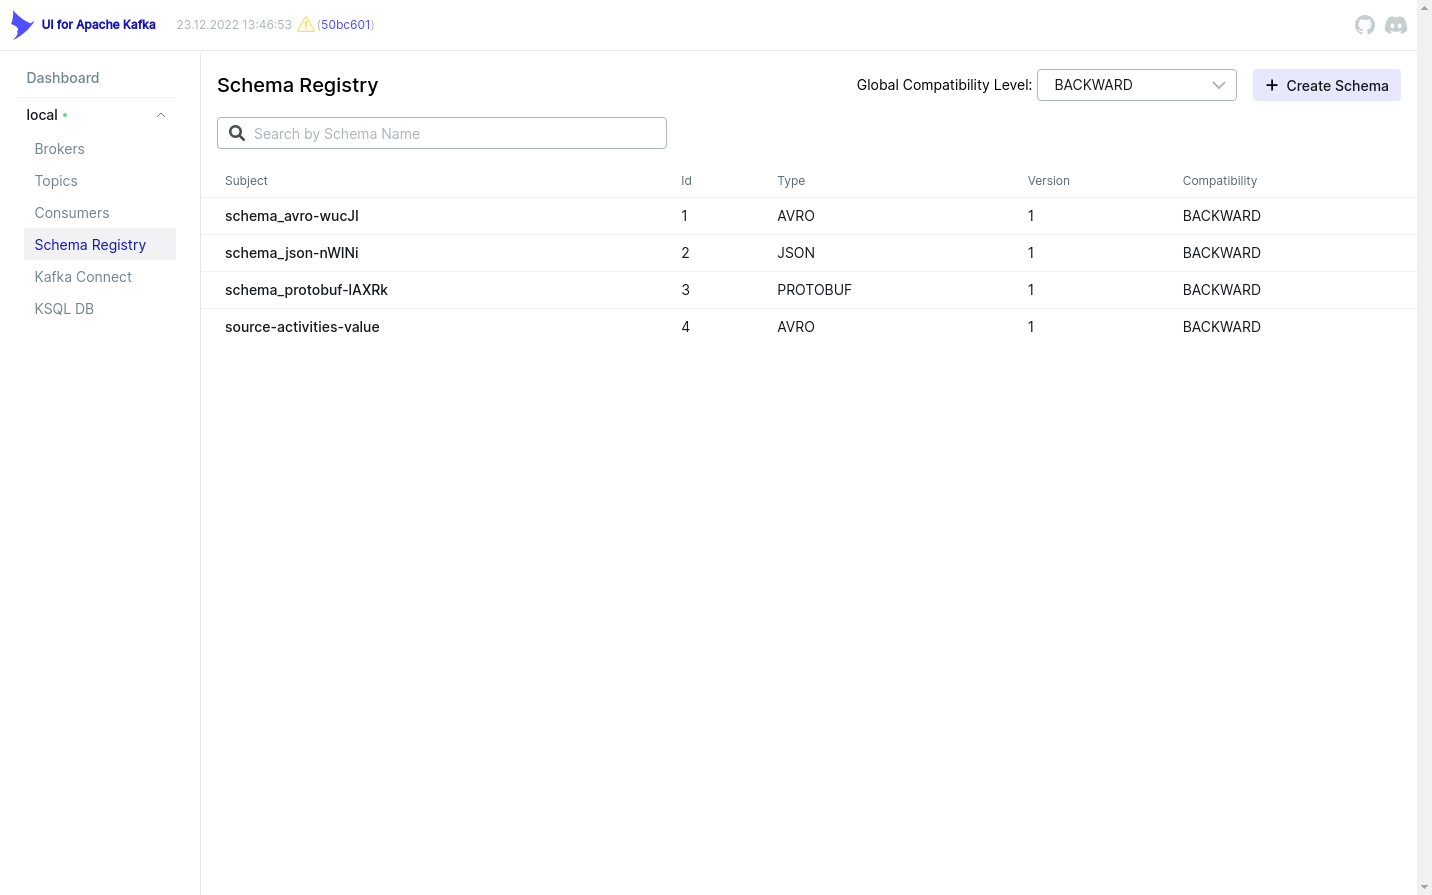 UI for Apache Kafka 23.12.2022 13:46:53 (50bc601)
Dashboard
local
Brokers
Topics
Consumers
Schema Registry
Kafka Connect
KSQL DB
Schema Registry
Global Compatibility Level: BACKWARD
Create Schema
Search by Schema Name
Subject Id Type Version Compatibility
schema_avro-wucJI 1 AVRO 1 BACKWARD
schema_json-nWINi 2 JSON 1 BACKWARD
schema_protobuf-IAXRk 3 PROTOBUF 1 BACKWARD
source-activities-value 4 AVRO 1 BACKWARD